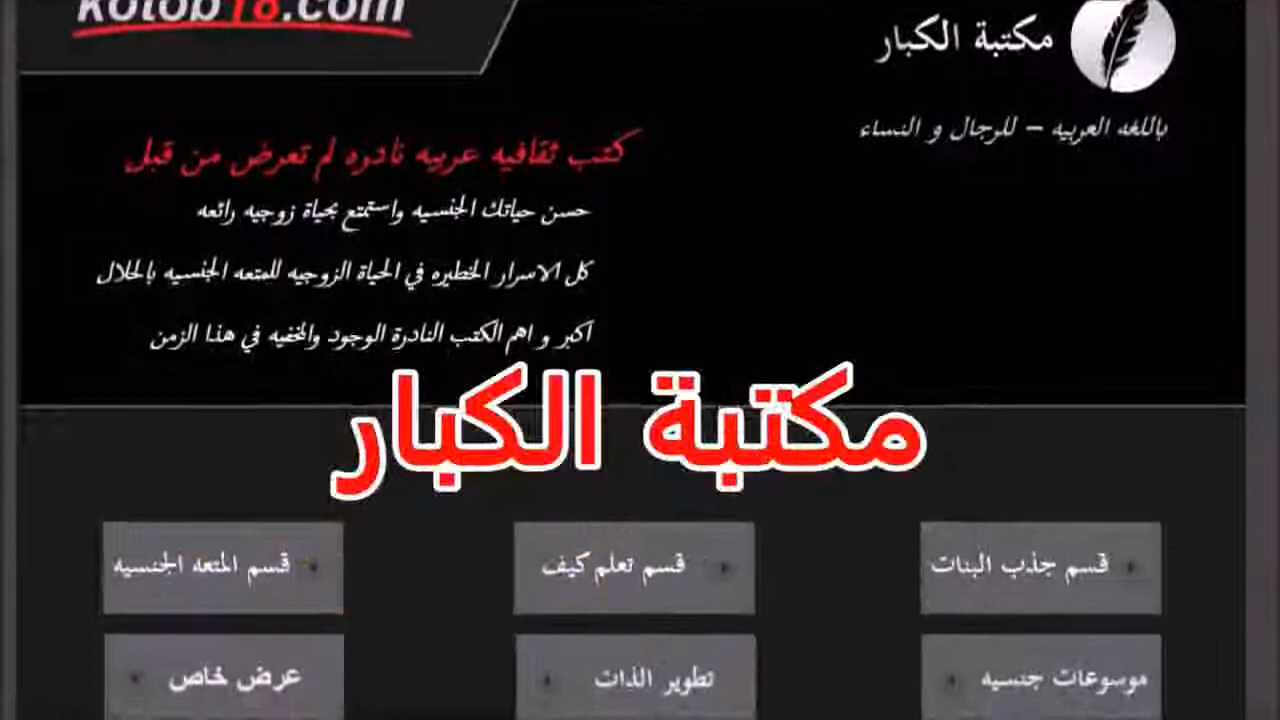 kotob18.com
مكتبة الكبار
باللغه العربيه – للرجال و النساء
كتب ثقافيه عربيه نادره لم تعرض من قبل
حسن حياتك الجنسيه واستمتع بحياة زوجيه رائعه
كل الاسرار الخطيره في الحياة الزوجيه للمتعه الجنسيه بالحلال
اكبر و اهم الكتب النادرة الوجود والمخفيه في هذا الزمن
مكتبة الكبار
قسم جذب البنات
قسم تعلم كيف
قسم المتعه الجنسيه
موسوعات جنسيه
تطوير الذات
عرض خاص